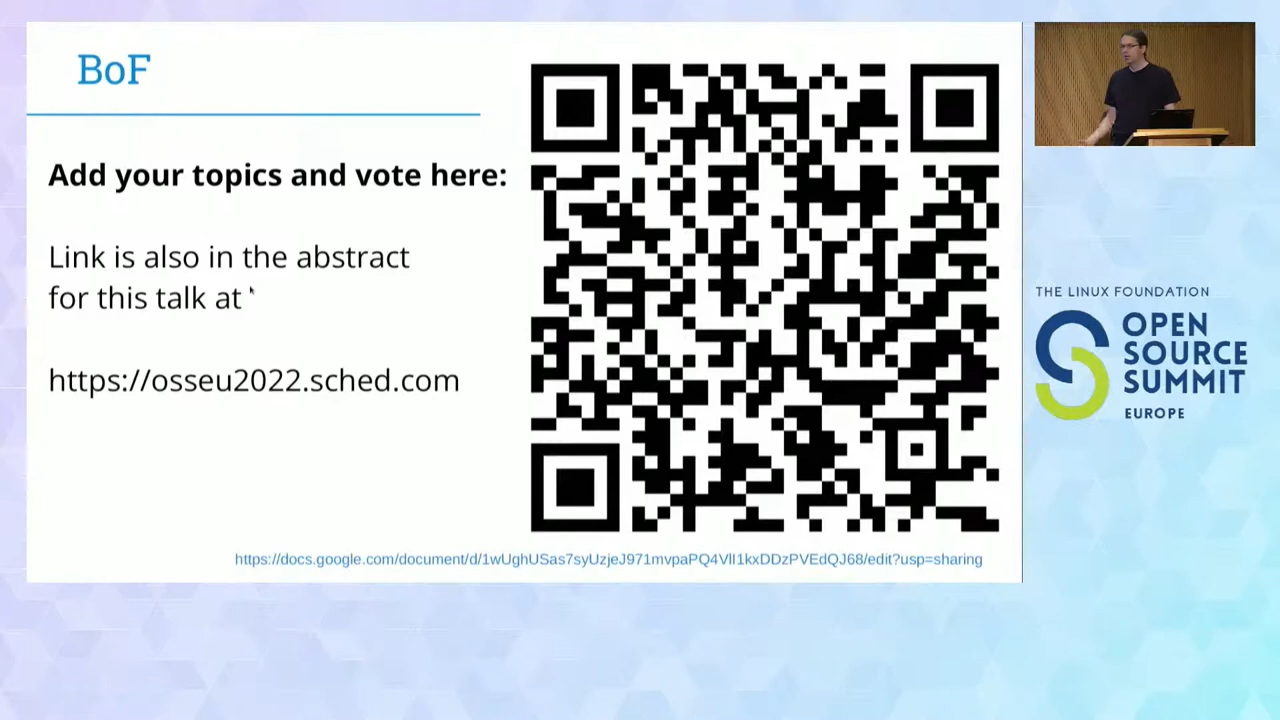 BoF
Add your topics and vote here:
Link is also in the abstract
for this talk at
https://osseu2022.sched.com
https://docs.google.com/document/d/1wUghUSas7syUzjeJ971mvpaPQ4VlI1kxDDzPVEdQJ68/edit?usp=sharing
THE LINUX FOUNDATION
OPEN
SOURCE
SUMMIT
EUROPE